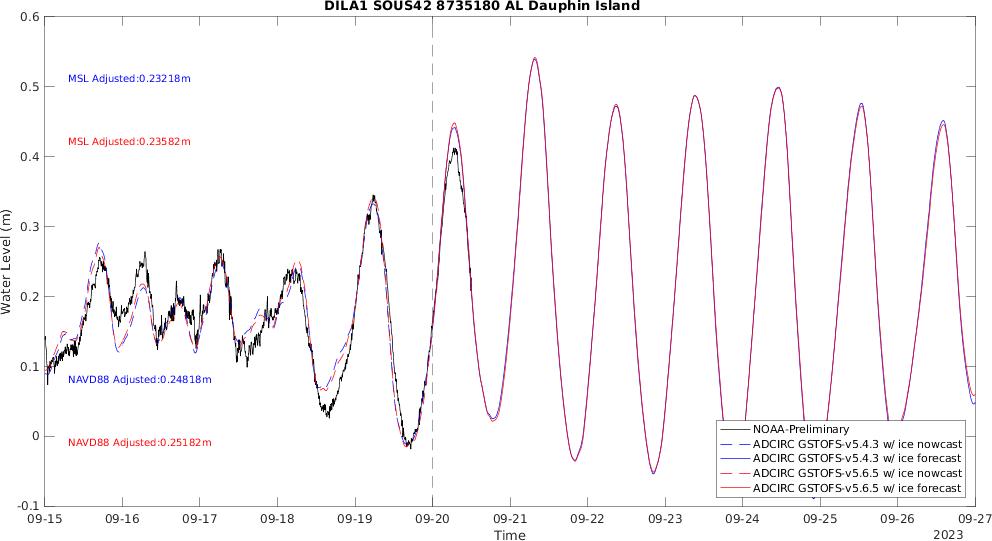 DILA1 SOUS42 8735180 AL Dauphin Island
0.6
0.5
0.4
0.3
0.2
0.1
0
-0.1
Water Level (m)
MSL Adjusted:0.23218m
MSL Adjusted:0.23582m
NAVD88 Adjusted:0.24818m
NAVD88 Adjusted:0.25182m
NOAA-Preliminary
ADCIRC GSTOFS-v5.4.3 w/ ice nowcast
ADCIRC GSTOFS-v5.4.3 w/ ice forecast
ADCIRC GSTOFS-v5.6.5 w/ ice nowcast
ADCIRC GSTOFS-v5.6.5 w/ ice forecast
09-15 09-16 09-17 09-18 09-19 09-20 09-21 09-22 09-23 09-24 09-25 09-26 09-27
Time
2023